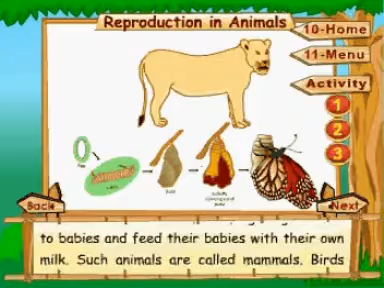 Reproduction in Animals
10-Home
11-Menu
Activity
1
2
3
Back
Next
to babies and feed their babies with their own
milk. Such animals are called mammals. Birds